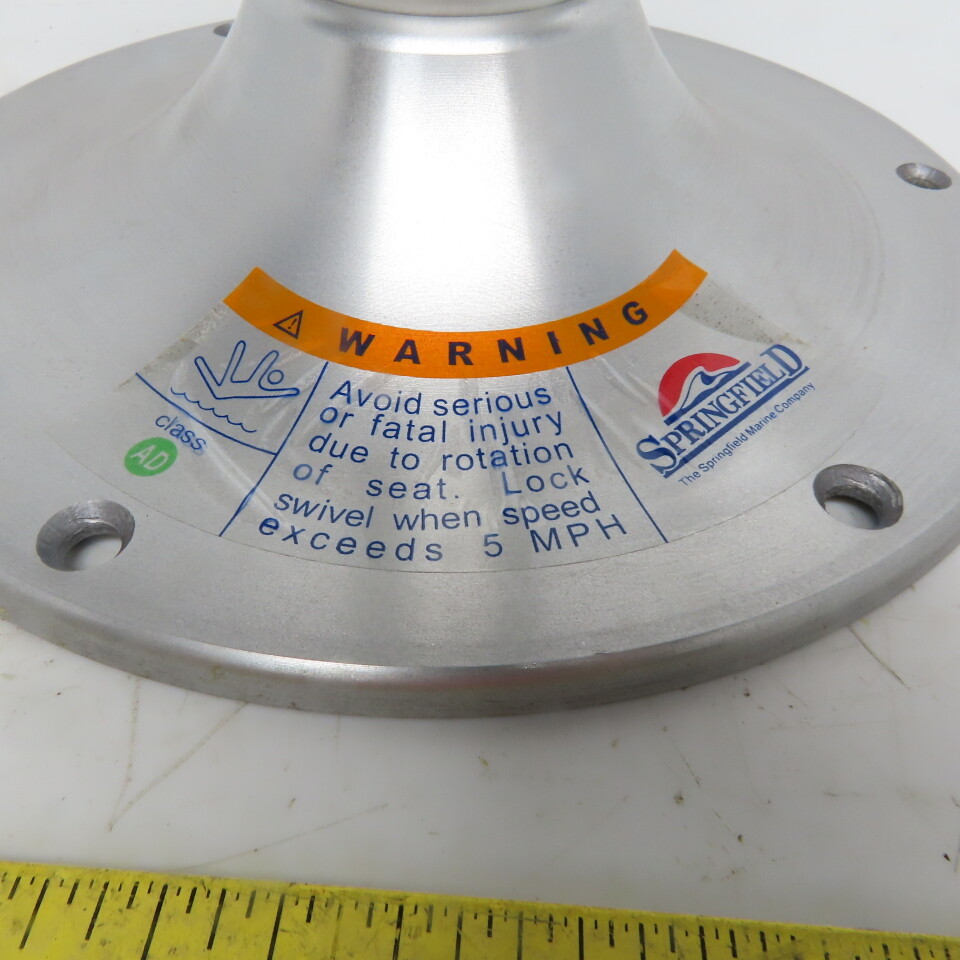 WARNING
Avoid serious
or fatal injury
due to rotation
of seat. Lock
swivel when speed
exceeds 5 MPH
class
AD
SPRINGFIELD
The Springfield Marine Company